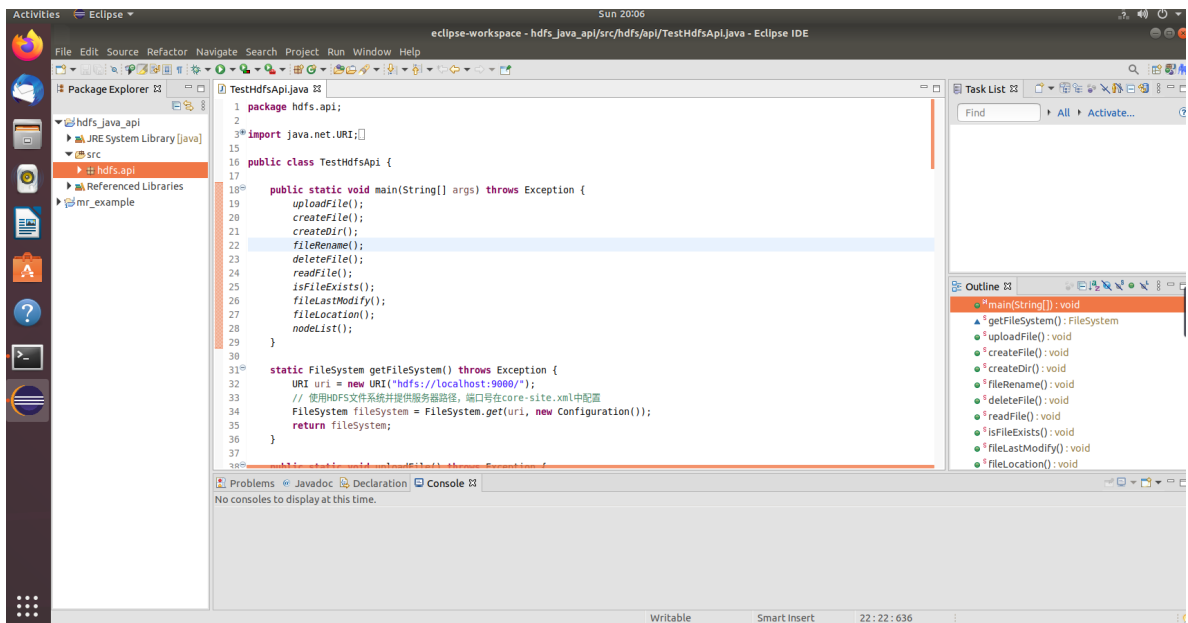 Activities Eclipse Sun 20:06
eclipse-workspace - hdfs_java_api/src/hdfs/api/TestHdfsApi.java - Eclipse IDE
File Edit Source Refactor Navigate Search Project Run Window Help
Package Explorer
hdfs_java_api
JRE System Library [java]
src
hdfs.api
Referenced Libraries
mr_example
TestHdfsApi.java
1 package hdfs.api;
2
3 import java.net.URI;
15
16 public class TestHdfsApi {
17
18 public static void main(String[] args) throws Exception {
19 uploadFile();
20 createFile();
21 createDir();
22 fileRename();
23 deleteFile();
24 readFile();
25 isFileExists();
26 fileLastModify();
27 fileLocation();
28 nodeList();
29 }
30
31 static FileSystem getFileSystem() throws Exception {
32 URI uri = new URI("hdfs://localhost:9000/");
33 // 使用HDFS文件系统并提供服务器路径，端口号在core-site.xml中配置
34 FileSystem fileSystem = FileSystem.get(uri, new Configuration());
35 return fileSystem;
36 }
37
38 public static void uploadFile() throws Exception {
Task List
Find All Activate...
Outline
main(String[]) : void
getFileSystem() : FileSystem
uploadFile() : void
createFile() : void
createDir() : void
fileRename() : void
deleteFile() : void
readFile() : void
isFileExists() : void
fileLastModify() : void
fileLocation() : void
Problems Javadoc Declaration Console
No consoles to display at this time.
Writable Smart Insert 22 : 22 : 636